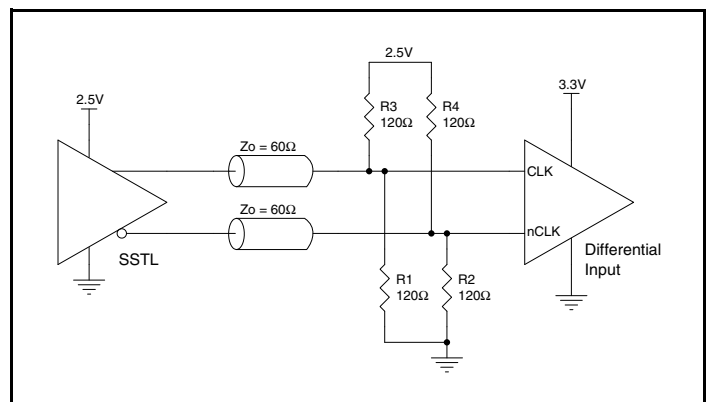 2.5V
3.3V
2.5V
R3
120Ω
R4
120Ω
Zo = 60Ω
CLK
Zo = 60Ω
nCLK
SSTL
Differential
Input
R1
120Ω
R2
120Ω